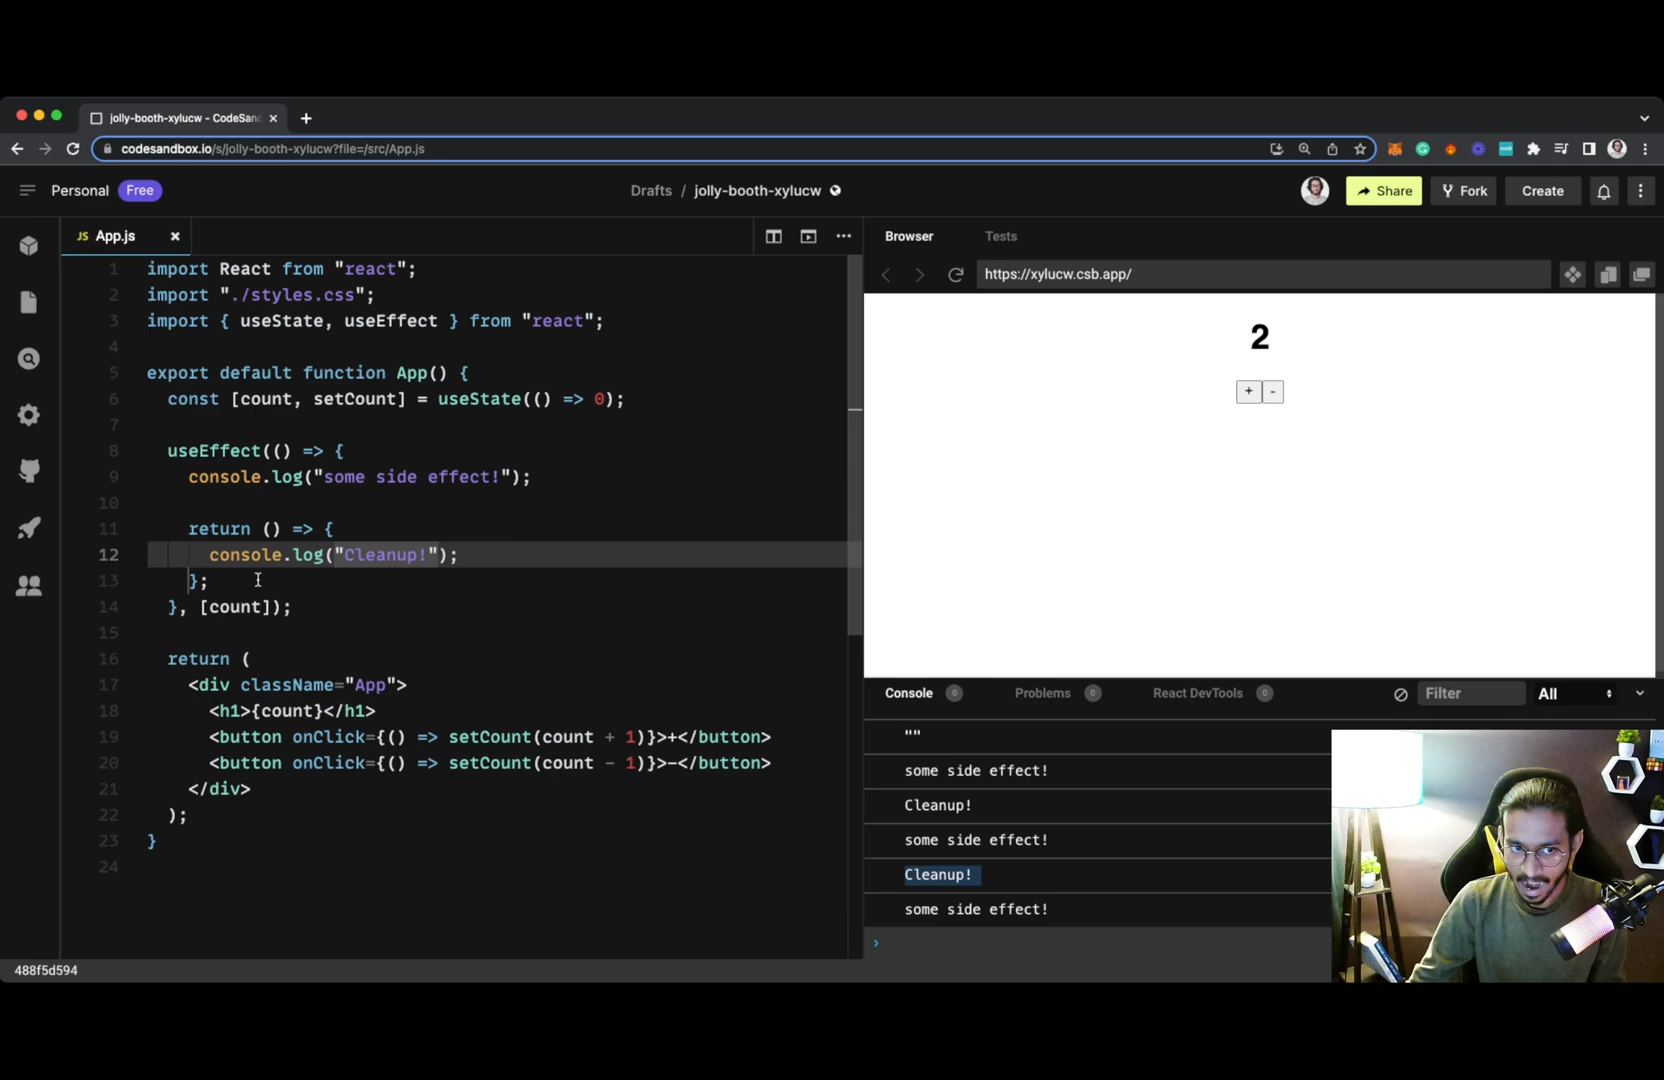 jolly-booth-xylucw - CodeSan
codesandbox.io/s/jolly-booth-xylucw?file=/src/App.js
Personal Free
Drafts / jolly-booth-xylucw
Share Fork Create
JS App.js
1 import React from "react";
2 import "./styles.css";
3 import { useState, useEffect } from "react";
4
5 export default function App() {
6 const [count, setCount] = useState(() => 0);
7
8 useEffect(() => {
9 console.log("some side effect!");
10
11 return () => {
12 console.log("Cleanup!");
13 };
14 }, [count]);
15
16 return (
17 <div className="App">
18 <h1>{count}</h1>
19 <button onClick={() => setCount(count + 1)}>+</button>
20 <button onClick={() => setCount(count - 1)}>-</button>
21 </div>
22 );
23 }
24
488f5d594
Browser Tests
https://xylucw.csb.app/
2
+ -
Console 0 Problems 0 React DevTools 0 Filter All
""
some side effect!
Cleanup!
some side effect!
Cleanup!
some side effect!